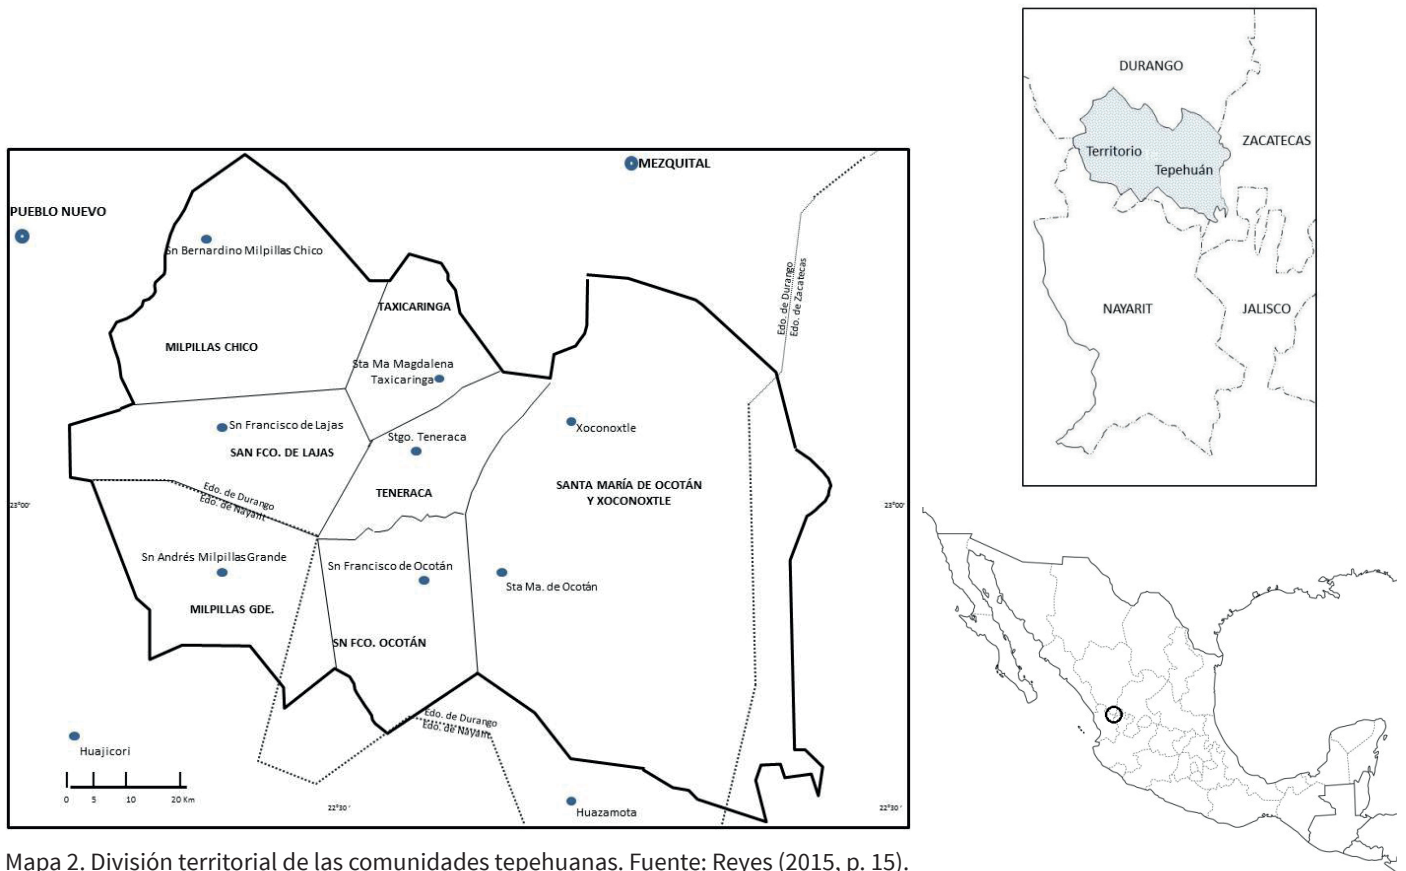 MEZQUITAL
PUEBLO NUEVO
Sn Bernardino Milpillas Chico
TAXICARINGA
Edo. de Durango
Edo. de Zacatecas
MILPILLAS CHICO
Sta Ma Magdalena
Taxicaringa
Sn Francisco de Lajas
Xoconoxtle
Stgo. Teneraca
SAN FCO. DE LAJAS
SANTA MARÍA DE OCOTÁN
Y XOCONOXTLE
TENERACA
Edo. de Durango
Edo. de Nayarit
23°00'
23°00'
Sn Andrés Milpillas Grande
Sn Francisco de Ocotán
Sta Ma. de Ocotán
MILPILLAS GDE.
SN FCO. OCOTÁN
Edo. de Durango
Edo. de Nayarit
Huajicori
0 5 10 20 Km
22°30 '
Huazamota
22°30 '
DURANGO
ZACATECAS
Territorio
Tepehuán
NAYARIT
JALISCO
Mapa 2. División territorial de las comunidades tepehuanas. Fuente: Reyes (2015, p. 15).